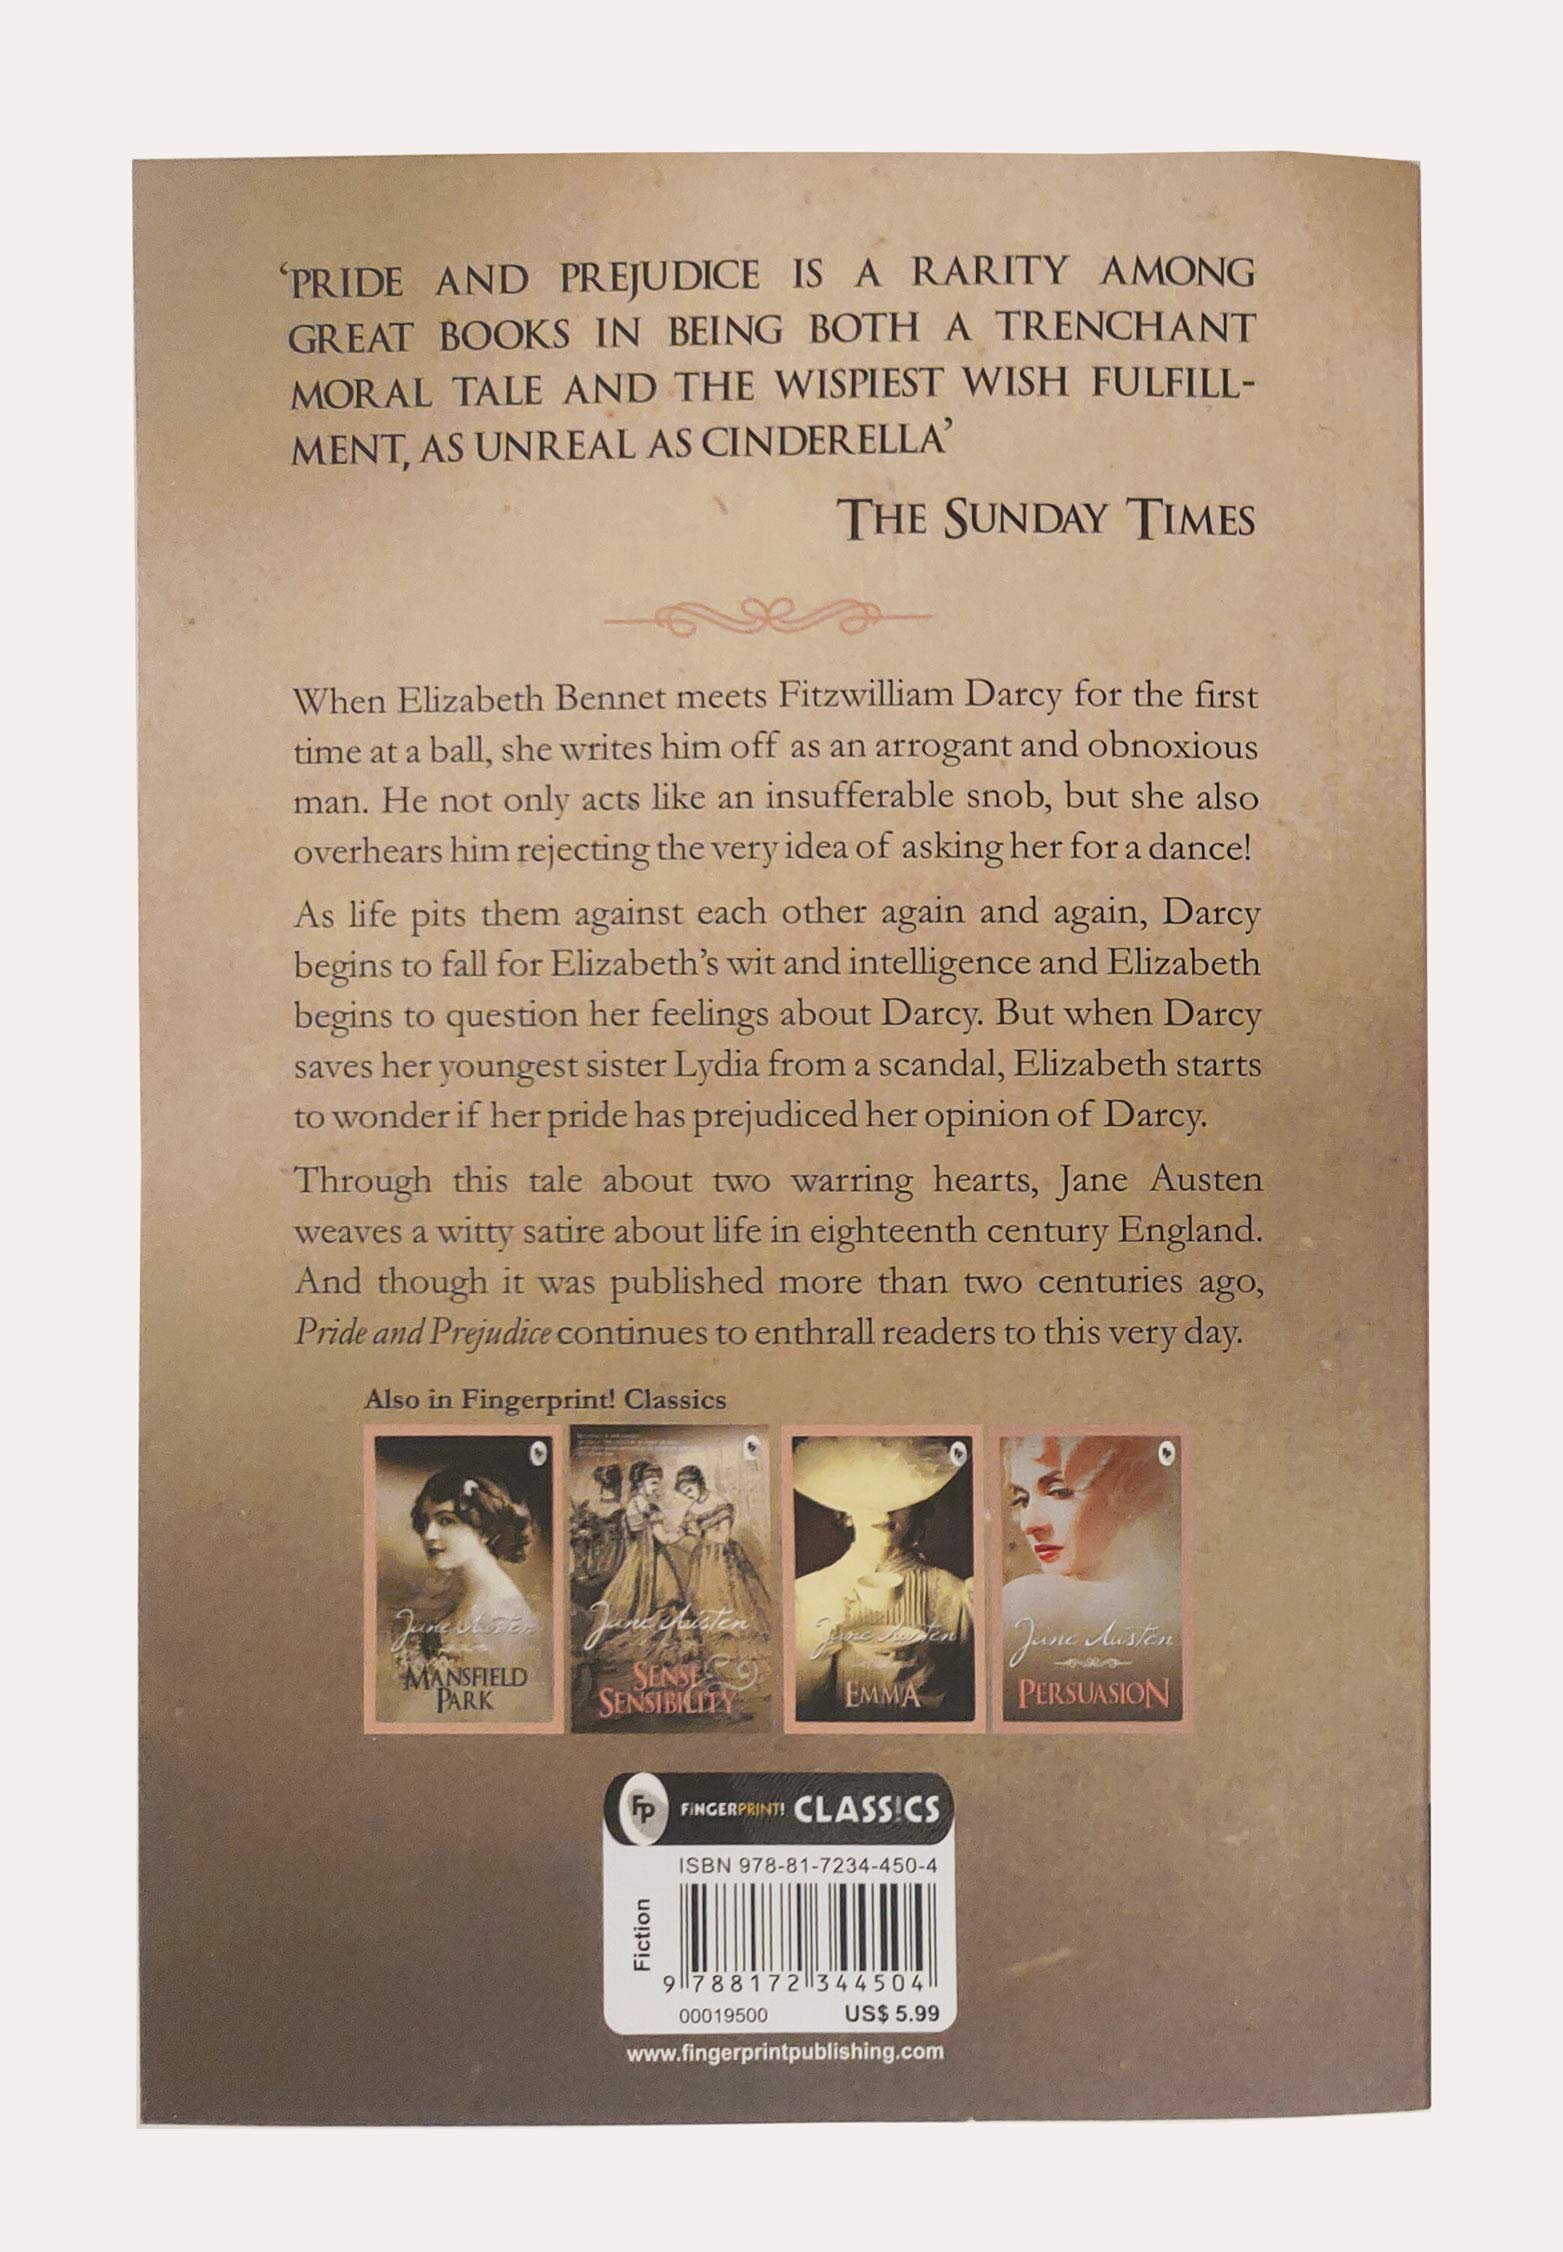 ‘PRIDE AND PREJUDICE IS A RARITY AMONG
GREAT BOOKS IN BEING BOTH A TRENCHANT
MORAL TALE AND THE WISPIEST WISH FULFILL-
MENT, AS UNREAL AS CINDERELLA’
THE SUNDAY TIMES
When Elizabeth Bennet meets Fitzwilliam Darcy for the first
time at a ball, she writes him off as an arrogant and obnoxious
man. He not only acts like an insufferable snob, but she also
overhears him rejecting the very idea of asking her for a dance!
As life pits them against each other again and again, Darcy
begins to fall for Elizabeth’s wit and intelligence and Elizabeth
begins to question her feelings about Darcy. But when Darcy
saves her youngest sister Lydia from a scandal, Elizabeth starts
to wonder if her pride has prejudiced her opinion of Darcy.
Through this tale about two warring hearts, Jane Austen
weaves a witty satire about life in eighteenth century England.
And though it was published more than two centuries ago,
Pride and Prejudice continues to enthrall readers to this very day.
Also in Fingerprint! Classics
FP
Jane Austen
MANSFIELD
PARK
FP
Jane Austen
SENSE &
SENSIBILITY
FP
Jane Austen
EMMA
FP
Jane Austen
PERSUASION
FP FiNGERPRINT! CLASS!CS
ISBN 978-81-7234-450-4
Fiction
9 788172 344504
00019500 US$ 5.99
www.fingerprintpublishing.com